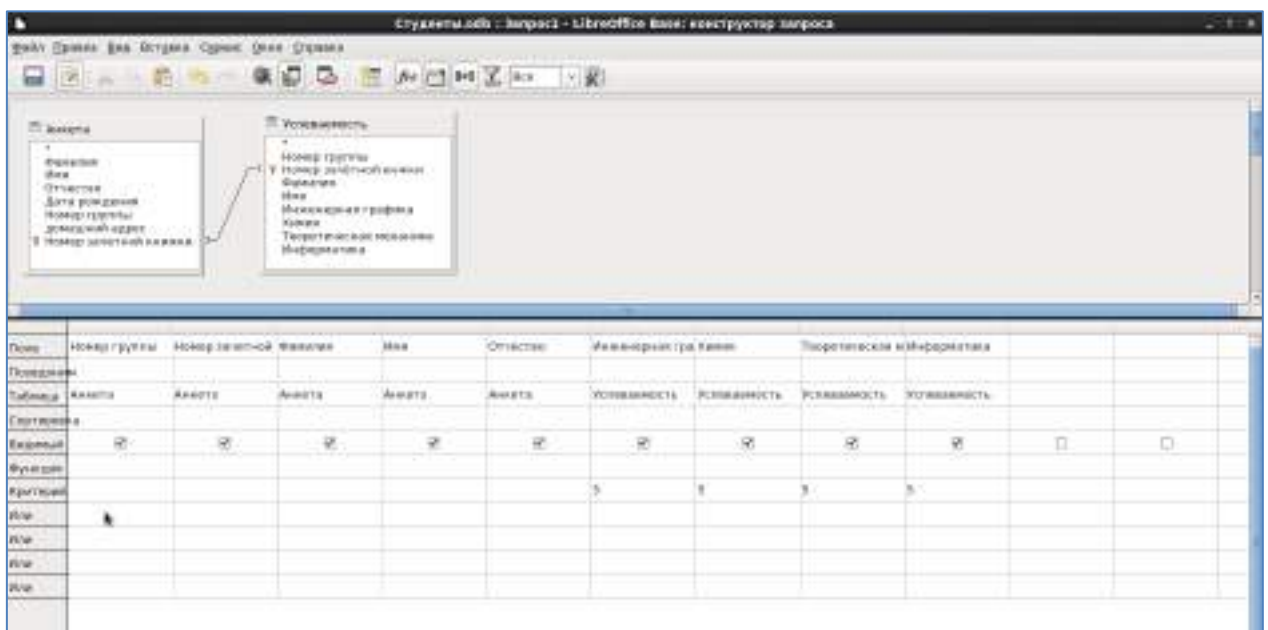 Студенты.odb : Запрос1 - LibreOffice Base: конструктор запроса
Файл Правка Вид Вставка Сервис Окно Справка
Все
Анкета
*
Фамилия
Имя
Отчество
Дата рождения
Номер группы
домашний адрес
Номер зачетной книжки
Успеваемость
*
Номер группы
Номер зачётной книжки
Фамилия
Имя
Инженерная графика
Химия
Теоретическая механика
Информатика
Поле Номер группы Номер зачетной Фамилия Имя Отчество Инженерная гра Химия Теоретическая м Информатика
Псевдоним
Таблица Анкета Анкета Анкета Анкета Анкета Успеваемость Успеваемость Успеваемость Успеваемость
Сортировка
Видимый
Функция
Критерий 5 5 5 5
Или
Или
Или
Или